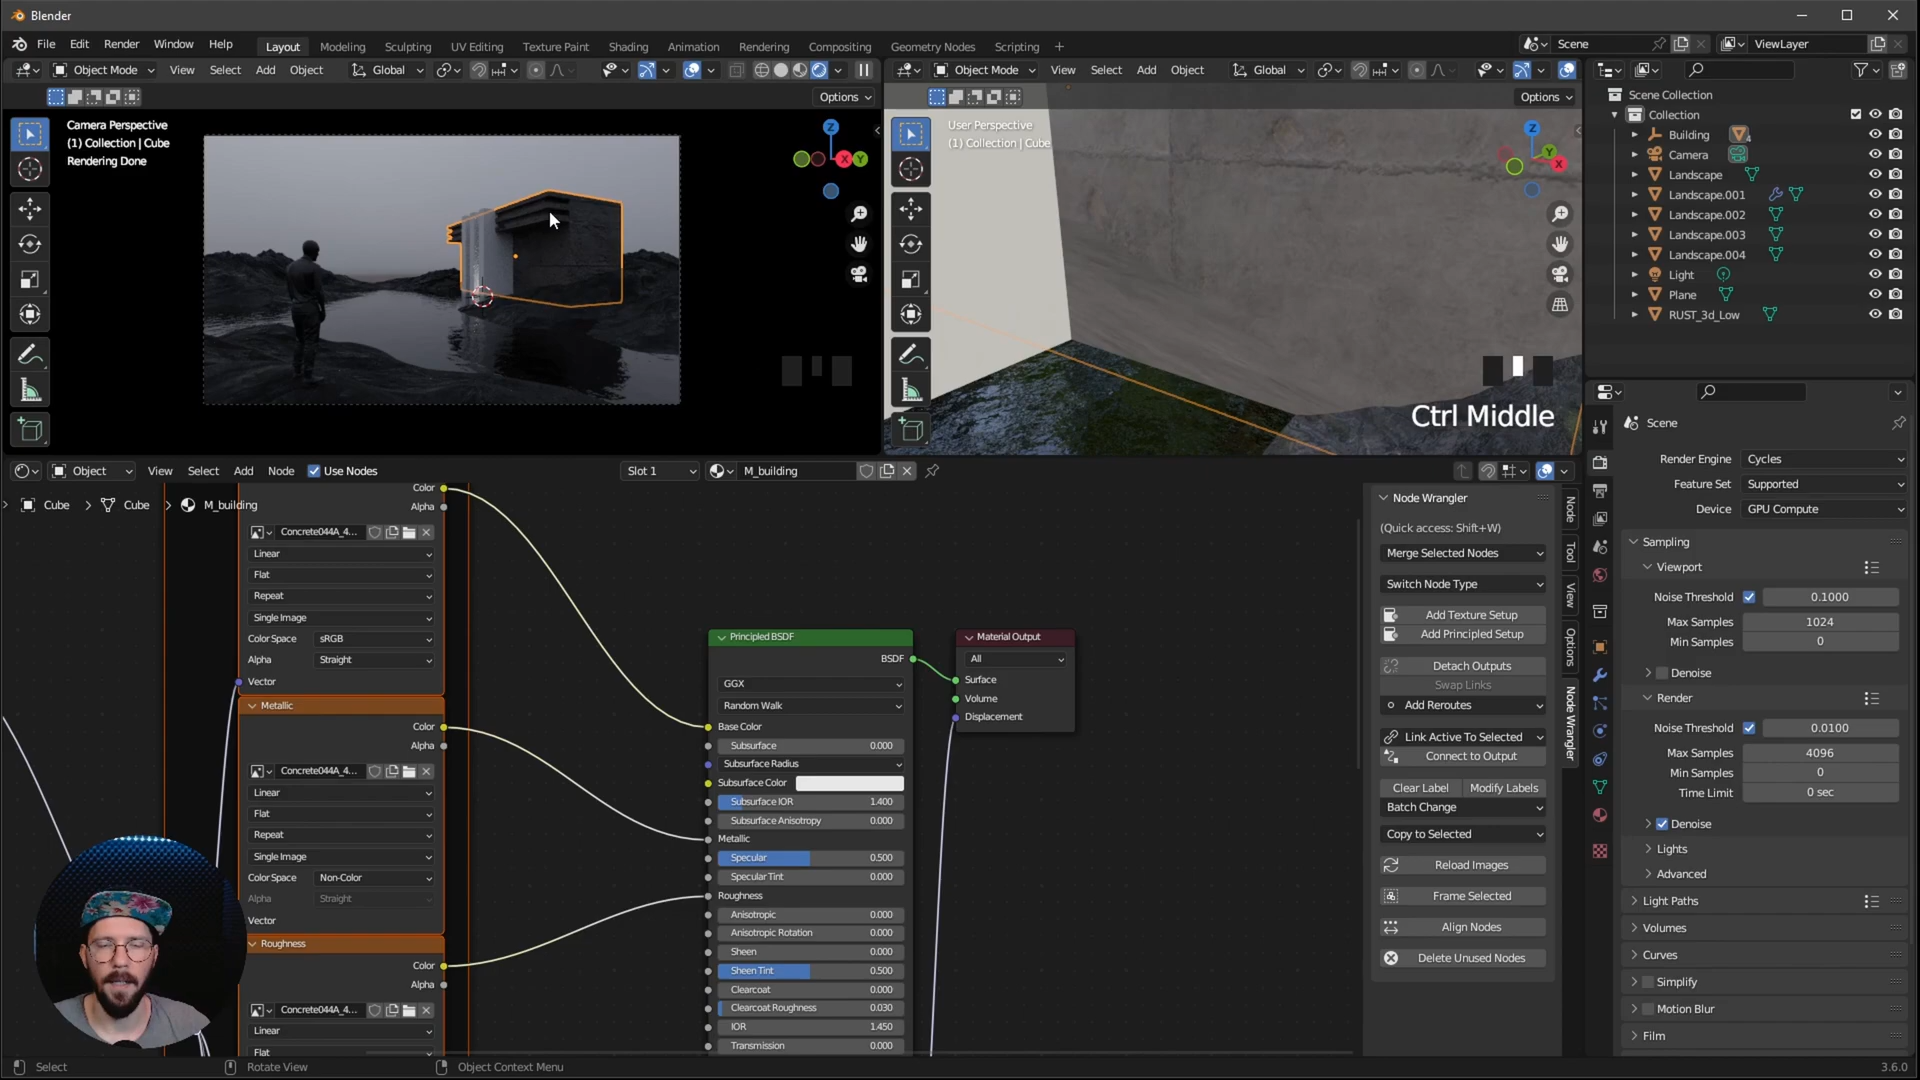 Blender
File Edit Render Window Help Layout Modeling Sculpting UV Editing Texture Paint Shading Animation Rendering Compositing Geometry Nodes Scripting + Scene ViewLayer
Object Mode View Select Add Object Global Object Mode View Select Add Object Global
Options Options
Camera Perspective
(1) Collection | Cube
Rendering Done
Z
X
Y
User Perspective
(1) Collection | Cube
Z
Y
X
Ctrl Middle
Scene Collection
Collection
Building 4
Camera
Landscape
Landscape.001
Landscape.002
Landscape.003
Landscape.004
Light
Plane
RUST_3d_Low
Object View Select Add Node Use Nodes Slot 1 M_building
Cube > Cube > M_building
Color
Alpha
Concrete044A_4...
Linear
Flat
Repeat
Single Image
Color Space sRGB
Alpha Straight
Vector
Metallic
Color
Alpha
Concrete044A_4...
Linear
Flat
Repeat
Single Image
Color Space Non-Color
Alpha Straight
Vector
Roughness
Color
Alpha
Concrete044A_4...
Linear
Flat
Principled BSDF
BSDF
GGX
Random Walk
Base Color
Subsurface 0.000
Subsurface Radius
Subsurface Color
Subsurface IOR 1.400
Subsurface Anisotropy 0.000
Metallic
Specular 0.500
Specular Tint 0.000
Roughness
Anisotropic 0.000
Anisotropic Rotation 0.000
Sheen 0.000
Sheen Tint 0.500
Clearcoat 0.000
Clearcoat Roughness 0.030
IOR 1.450
Transmission 0.000
Material Output
All
Surface
Volume
Displacement
Node Wrangler
(Quick access: Shift+W)
Merge Selected Nodes
Switch Node Type
Add Texture Setup
Add Principled Setup
Detach Outputs
Swap Links
Add Reroutes
Link Active To Selected
Connect to Output
Clear Label Modify Labels
Batch Change
Copy to Selected
Reload Images
Frame Selected
Align Nodes
Delete Unused Nodes
Node
Tool
View
Options
Node Wrangler
Scene
Render Engine Cycles
Feature Set Supported
Device GPU Compute
Sampling
Viewport
Noise Threshold 0.1000
Max Samples 1024
Min Samples 0
Denoise
Render
Noise Threshold 0.0100
Max Samples 4096
Min Samples 0
Time Limit 0 sec
Denoise
Lights
Advanced
Light Paths
Volumes
Curves
Simplify
Motion Blur
Film
Select Rotate View Object Context Menu 3.6.0